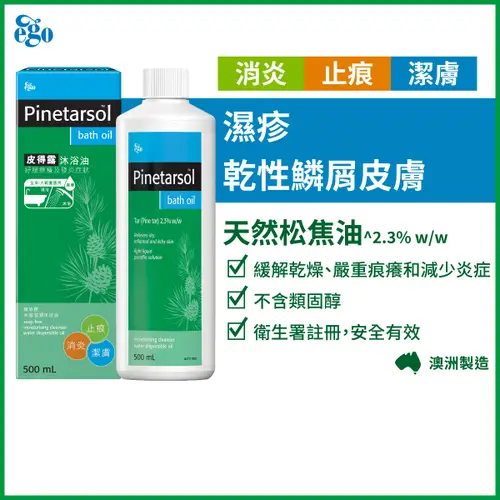 ego
消炎 止痕 潔膚
濕疹
乾性鱗屑皮膚
天然松焦油^2.3% w/w
緩解乾燥、嚴重痕癢和減少炎症
不含類固醇
衛生署註冊，安全有效
澳洲製造
Pinetarsol
bath oil
皮得露 沐浴油
止痕
消炎
潔膚
500 mL
ego
Pinetarsol
bath oil
Tar (Pine tar) 2.3% w/w
500 mL